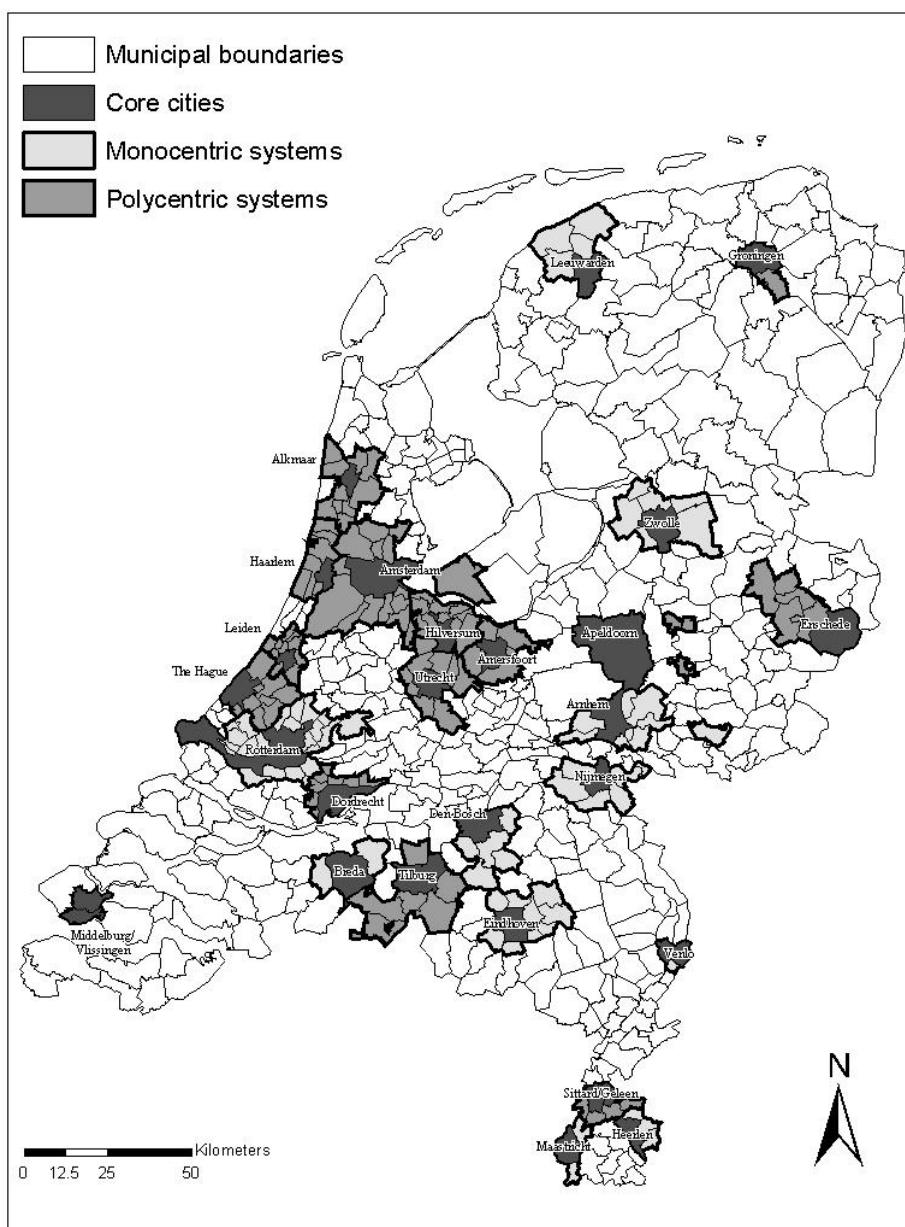 Municipal boundaries
Core cities
Monocentric systems
Polycentric systems
Leeuwarden
Groningen
Alkmaar
Zwolle
Haarlem
Amsterdam
Leiden
Hilversum
Apeldoorn
Enschede
Amersfoort
The Hague
Utrecht
Arnhem
Rotterdam
Nijmegen
Dordrecht
Den Bosch
Breda
Tilburg
Eindhoven
Middelburg/
Vlissingen
Venlo
Sittard/Geleen
Heerlen
Maastricht
N
Kilometers
0 12.5 25 50